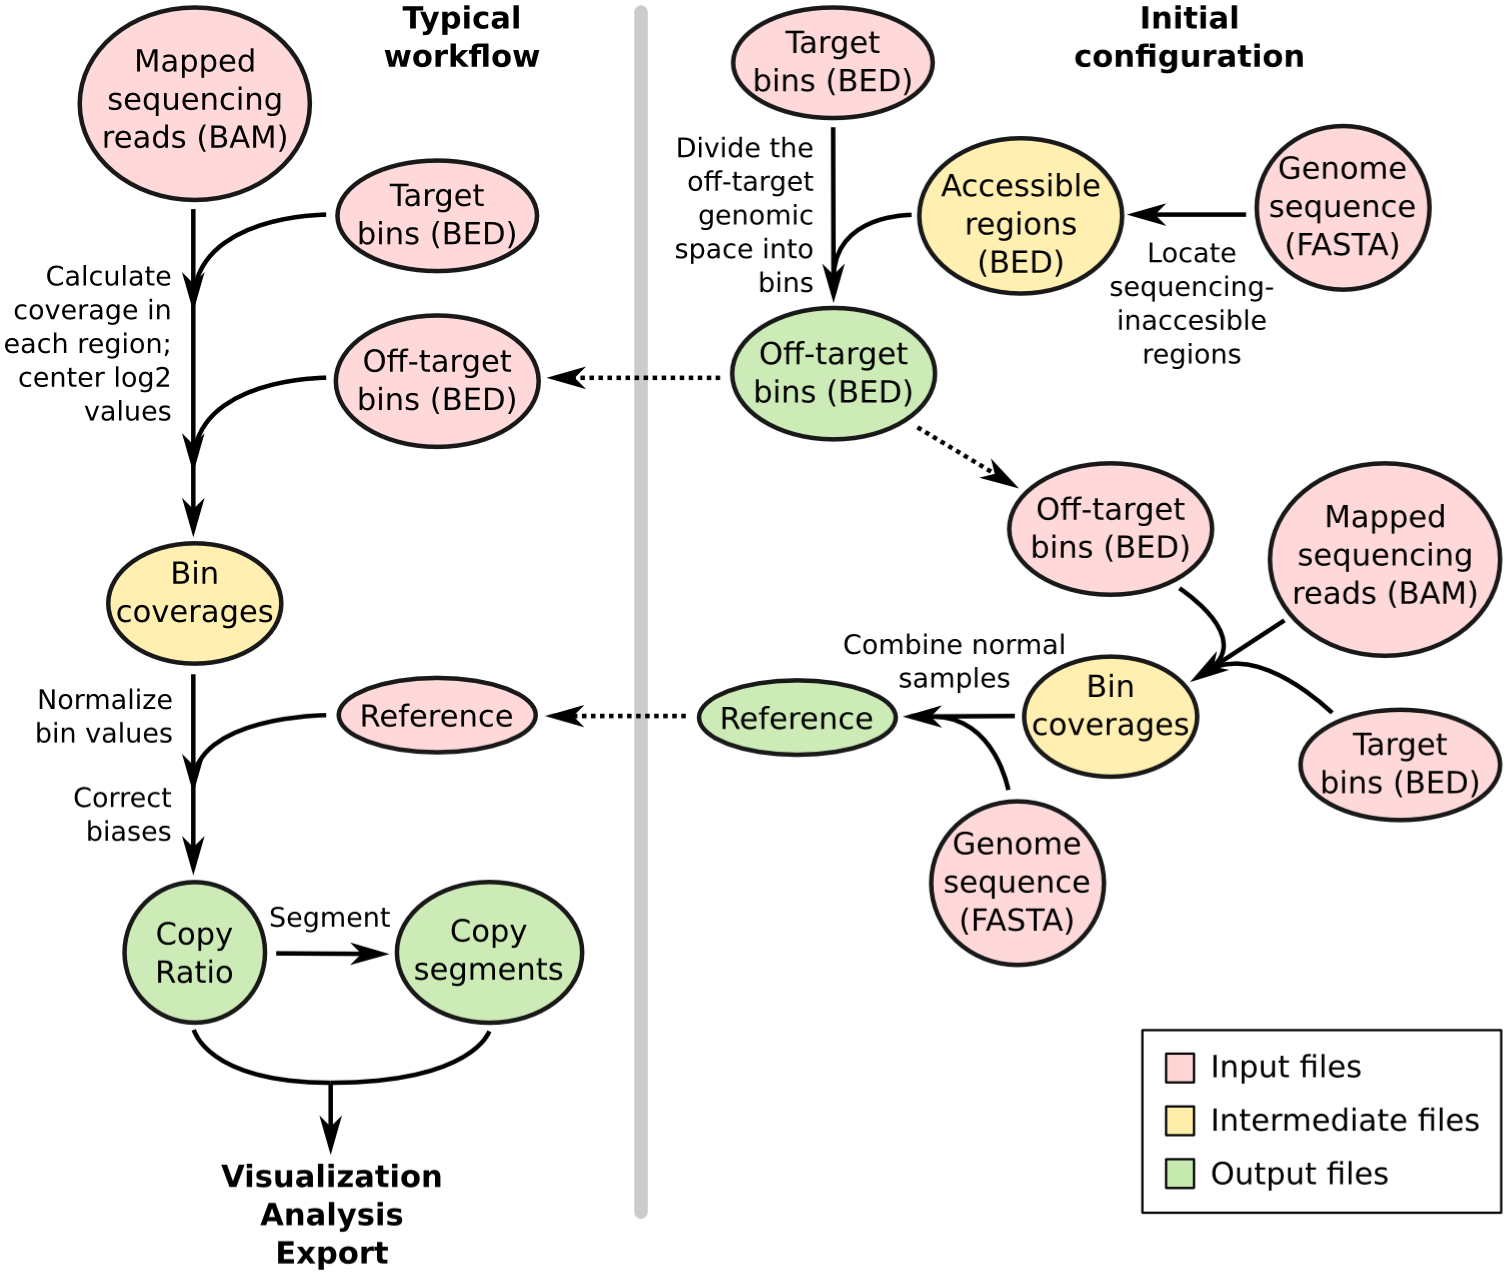 Typical
workflow
Mapped
sequencing
reads (BAM)
Target
bins (BED)
Calculate
coverage in
each region;
center log2
values
Off-target
bins (BED)
Bin
coverages
Normalize
bin values
Reference
Correct
biases
Copy
Ratio
Segment
Copy
segments
Visualization
Analysis
Export
Initial
configuration
Target
bins (BED)
Divide the
off-target
genomic
space into
bins
Accessible
regions
(BED)
Genome
sequence
(FASTA)
Locate
sequencing-
inaccesible
regions
Off-target
bins (BED)
Off-target
bins (BED)
Mapped
sequencing
reads (BAM)
Combine normal
samples
Reference
Bin
coverages
Target
bins (BED)
Genome
sequence
(FASTA)
Input files
Intermediate files
Output files